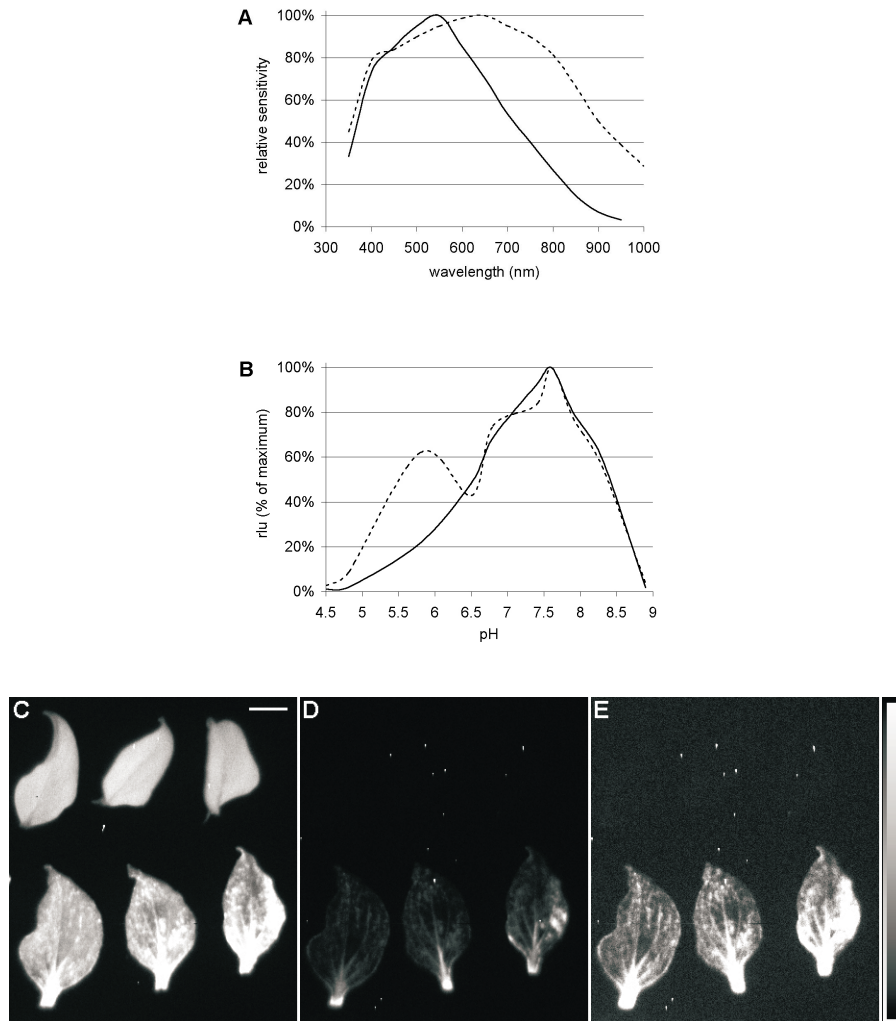 A
relative sensitivity
100%
80%
60%
40%
20%
0%
300 400 500 600 700 800 900 1000
wavelength (nm)
B
rlu (% of maximum)
100%
80%
60%
40%
20%
0%
4.5 5 5.5 6 6.5 7 7.5 8 8.5 9
pH
C D E